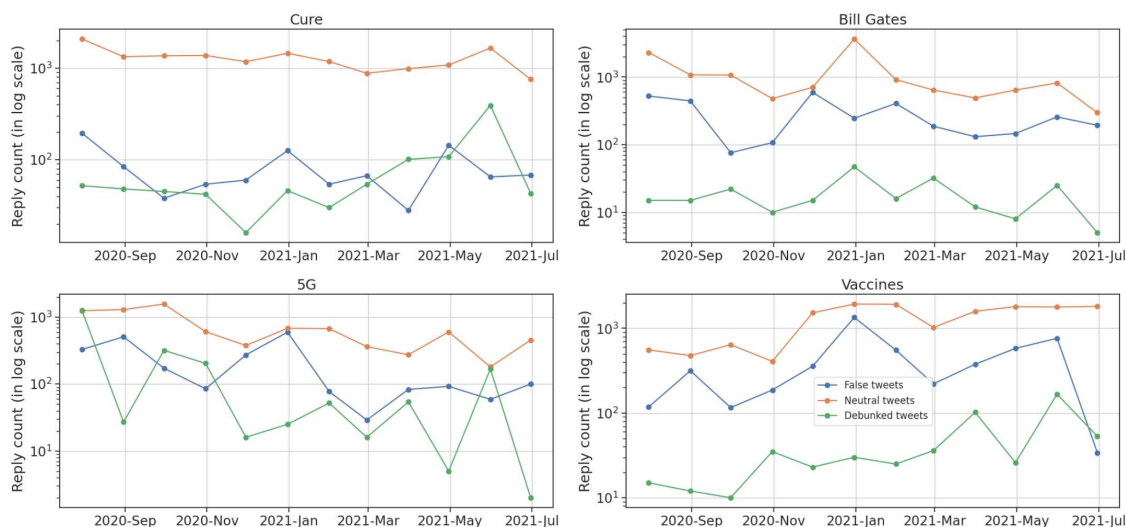 Cure
Reply count (in log scale)
10^3
10^2
2020-Sep 2020-Nov 2021-Jan 2021-Mar 2021-May 2021-Jul
Bill Gates
Reply count (in log scale)
10^3
10^2
10^1
2020-Sep 2020-Nov 2021-Jan 2021-Mar 2021-May 2021-Jul
5G
Reply count (in log scale)
10^3
10^2
10^1
2020-Sep 2020-Nov 2021-Jan 2021-Mar 2021-May 2021-Jul
Vaccines
Reply count (in log scale)
10^3
10^2
10^1
False tweets
Neutral tweets
Debunked tweets
2020-Sep 2020-Nov 2021-Jan 2021-Mar 2021-May 2021-Jul